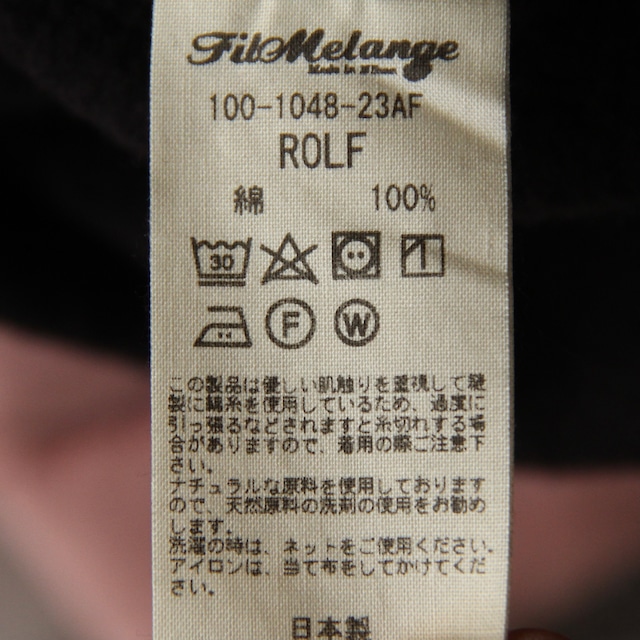 FilMelange
100-1048-23AF
ROLF
綿 100%
30
F W
この製品は優しい肌触りを重視して縫
製に綿糸を使用しているため、過度に
引っ張るなどされますと糸切れする場
合がありますので、着用の際ご注意下
さい。
ナチュラルな原料を使用しております
ので、天然原料の洗剤の使用をお勧め
します。
洗濯の時は、ネットをご使用ください。
アイロンは、当て布をしてかけてくだ
さい。
日本製